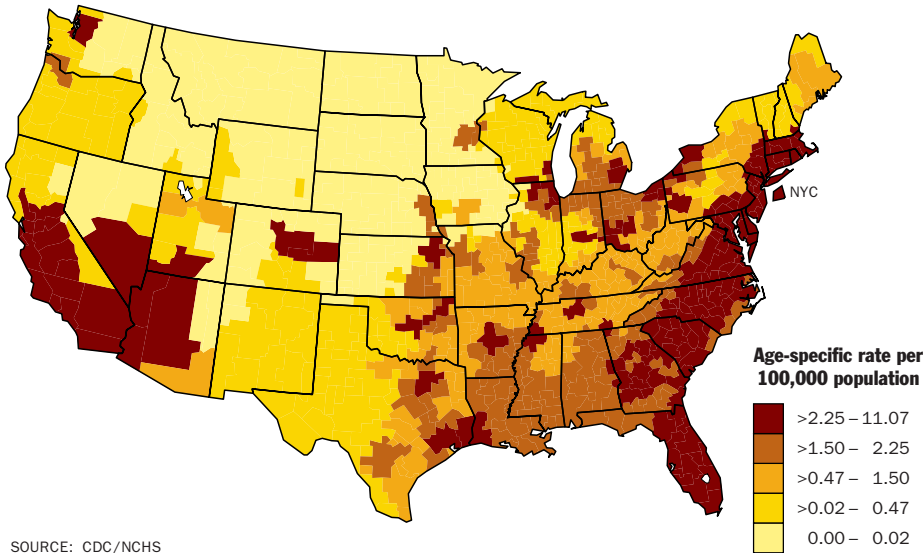 NYC
Age-specific rate per
100,000 population
>2.25 – 11.07
>1.50 – 2.25
>0.47 – 1.50
>0.02 – 0.47
0.00 – 0.02
SOURCE: CDC/NCHS